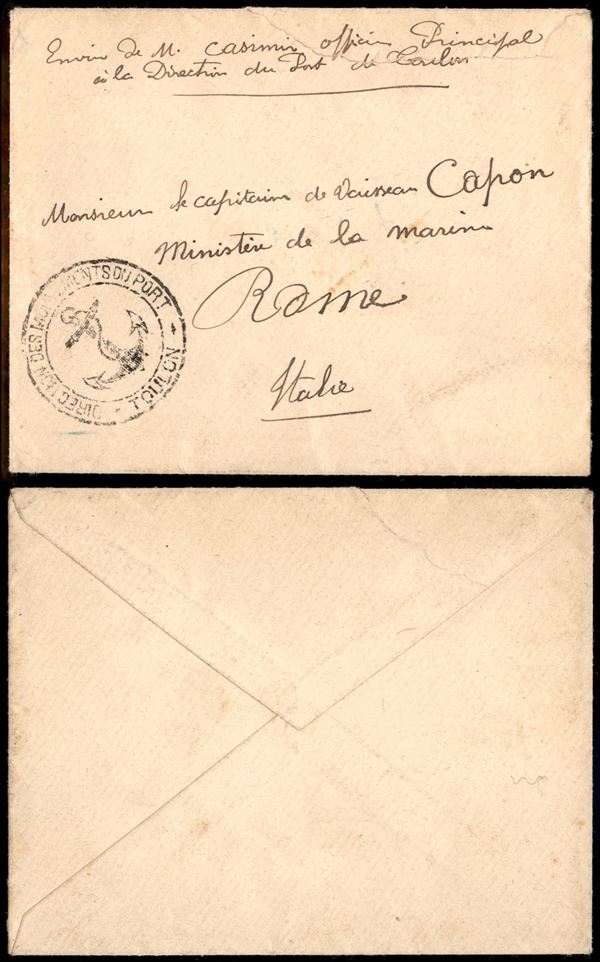 Envoi de M. Casimir officier Principal
à la Direction du Port de Toulon
Monsieur le capitaine de Vaisseau Capon
Ministère de la marine
Rome
Italie
DIRECTION DES MOUVEMENTS DU PORT - TOULON -